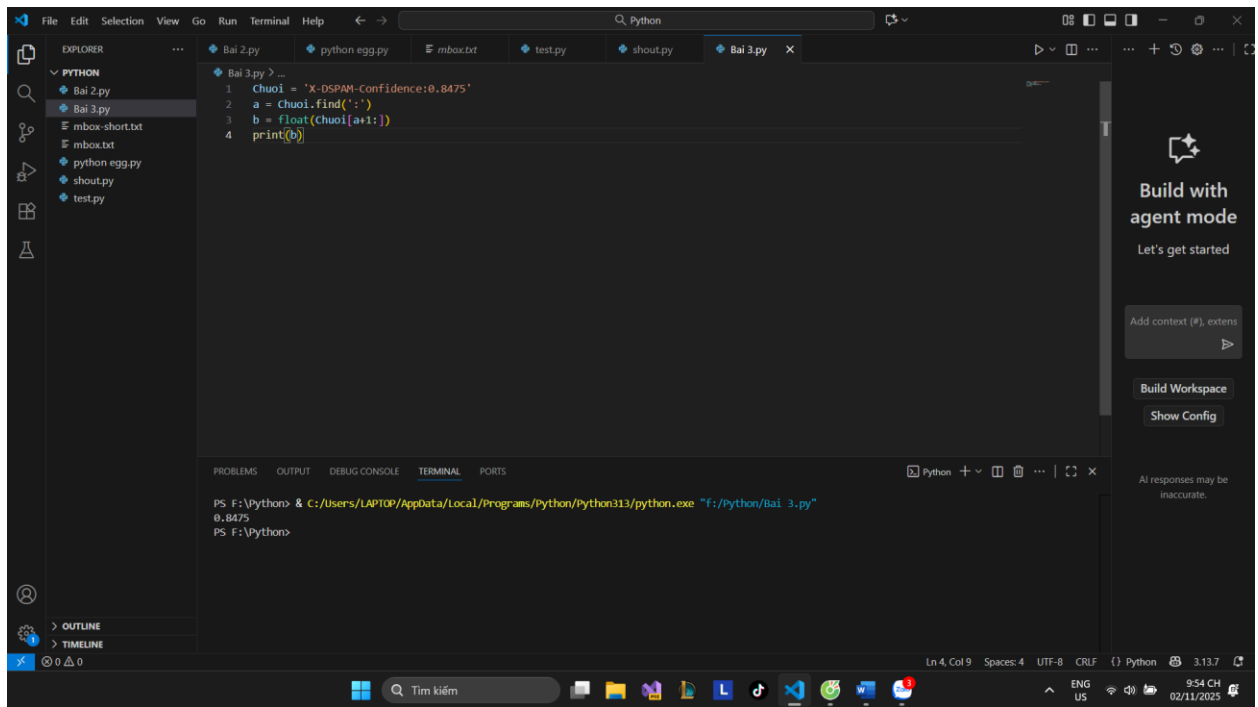 File Edit Selection View Go Run Terminal Help ← → Python
EXPLORER ···
Bai 2.py python egg.py mbox.txt test.py shout.py Bai 3.py
PYTHON
Bai 2.py
Bai 3.py
mbox-short.txt
mbox.txt
python egg.py
shout.py
test.py
Bai 3.py > ...
1 Chuoi = 'X-DSPAM-Confidence:0.8475'
2 a = Chuoi.find(':')
3 b = float(Chuoi[a+1:])
4 print(b)
Build with
agent mode
Let's get started
Add context (#), extens
Build Workspace
Show Config
AI responses may be
inaccurate.
PROBLEMS OUTPUT DEBUG CONSOLE TERMINAL PORTS Python
PS F:\Python> & C:/Users/LAPTOP/AppData/Local/Programs/Python/Python313/python.exe "f:/Python/Bai 3.py"
0.8475
PS F:\Python>
OUTLINE
TIMELINE
1
0 0 Ln 4, Col 9 Spaces: 4 UTF-8 CRLF {} Python 3.13.7
Tìm kiếm L W Zalo 3 ENG
US
9:54 CH
02/11/2025